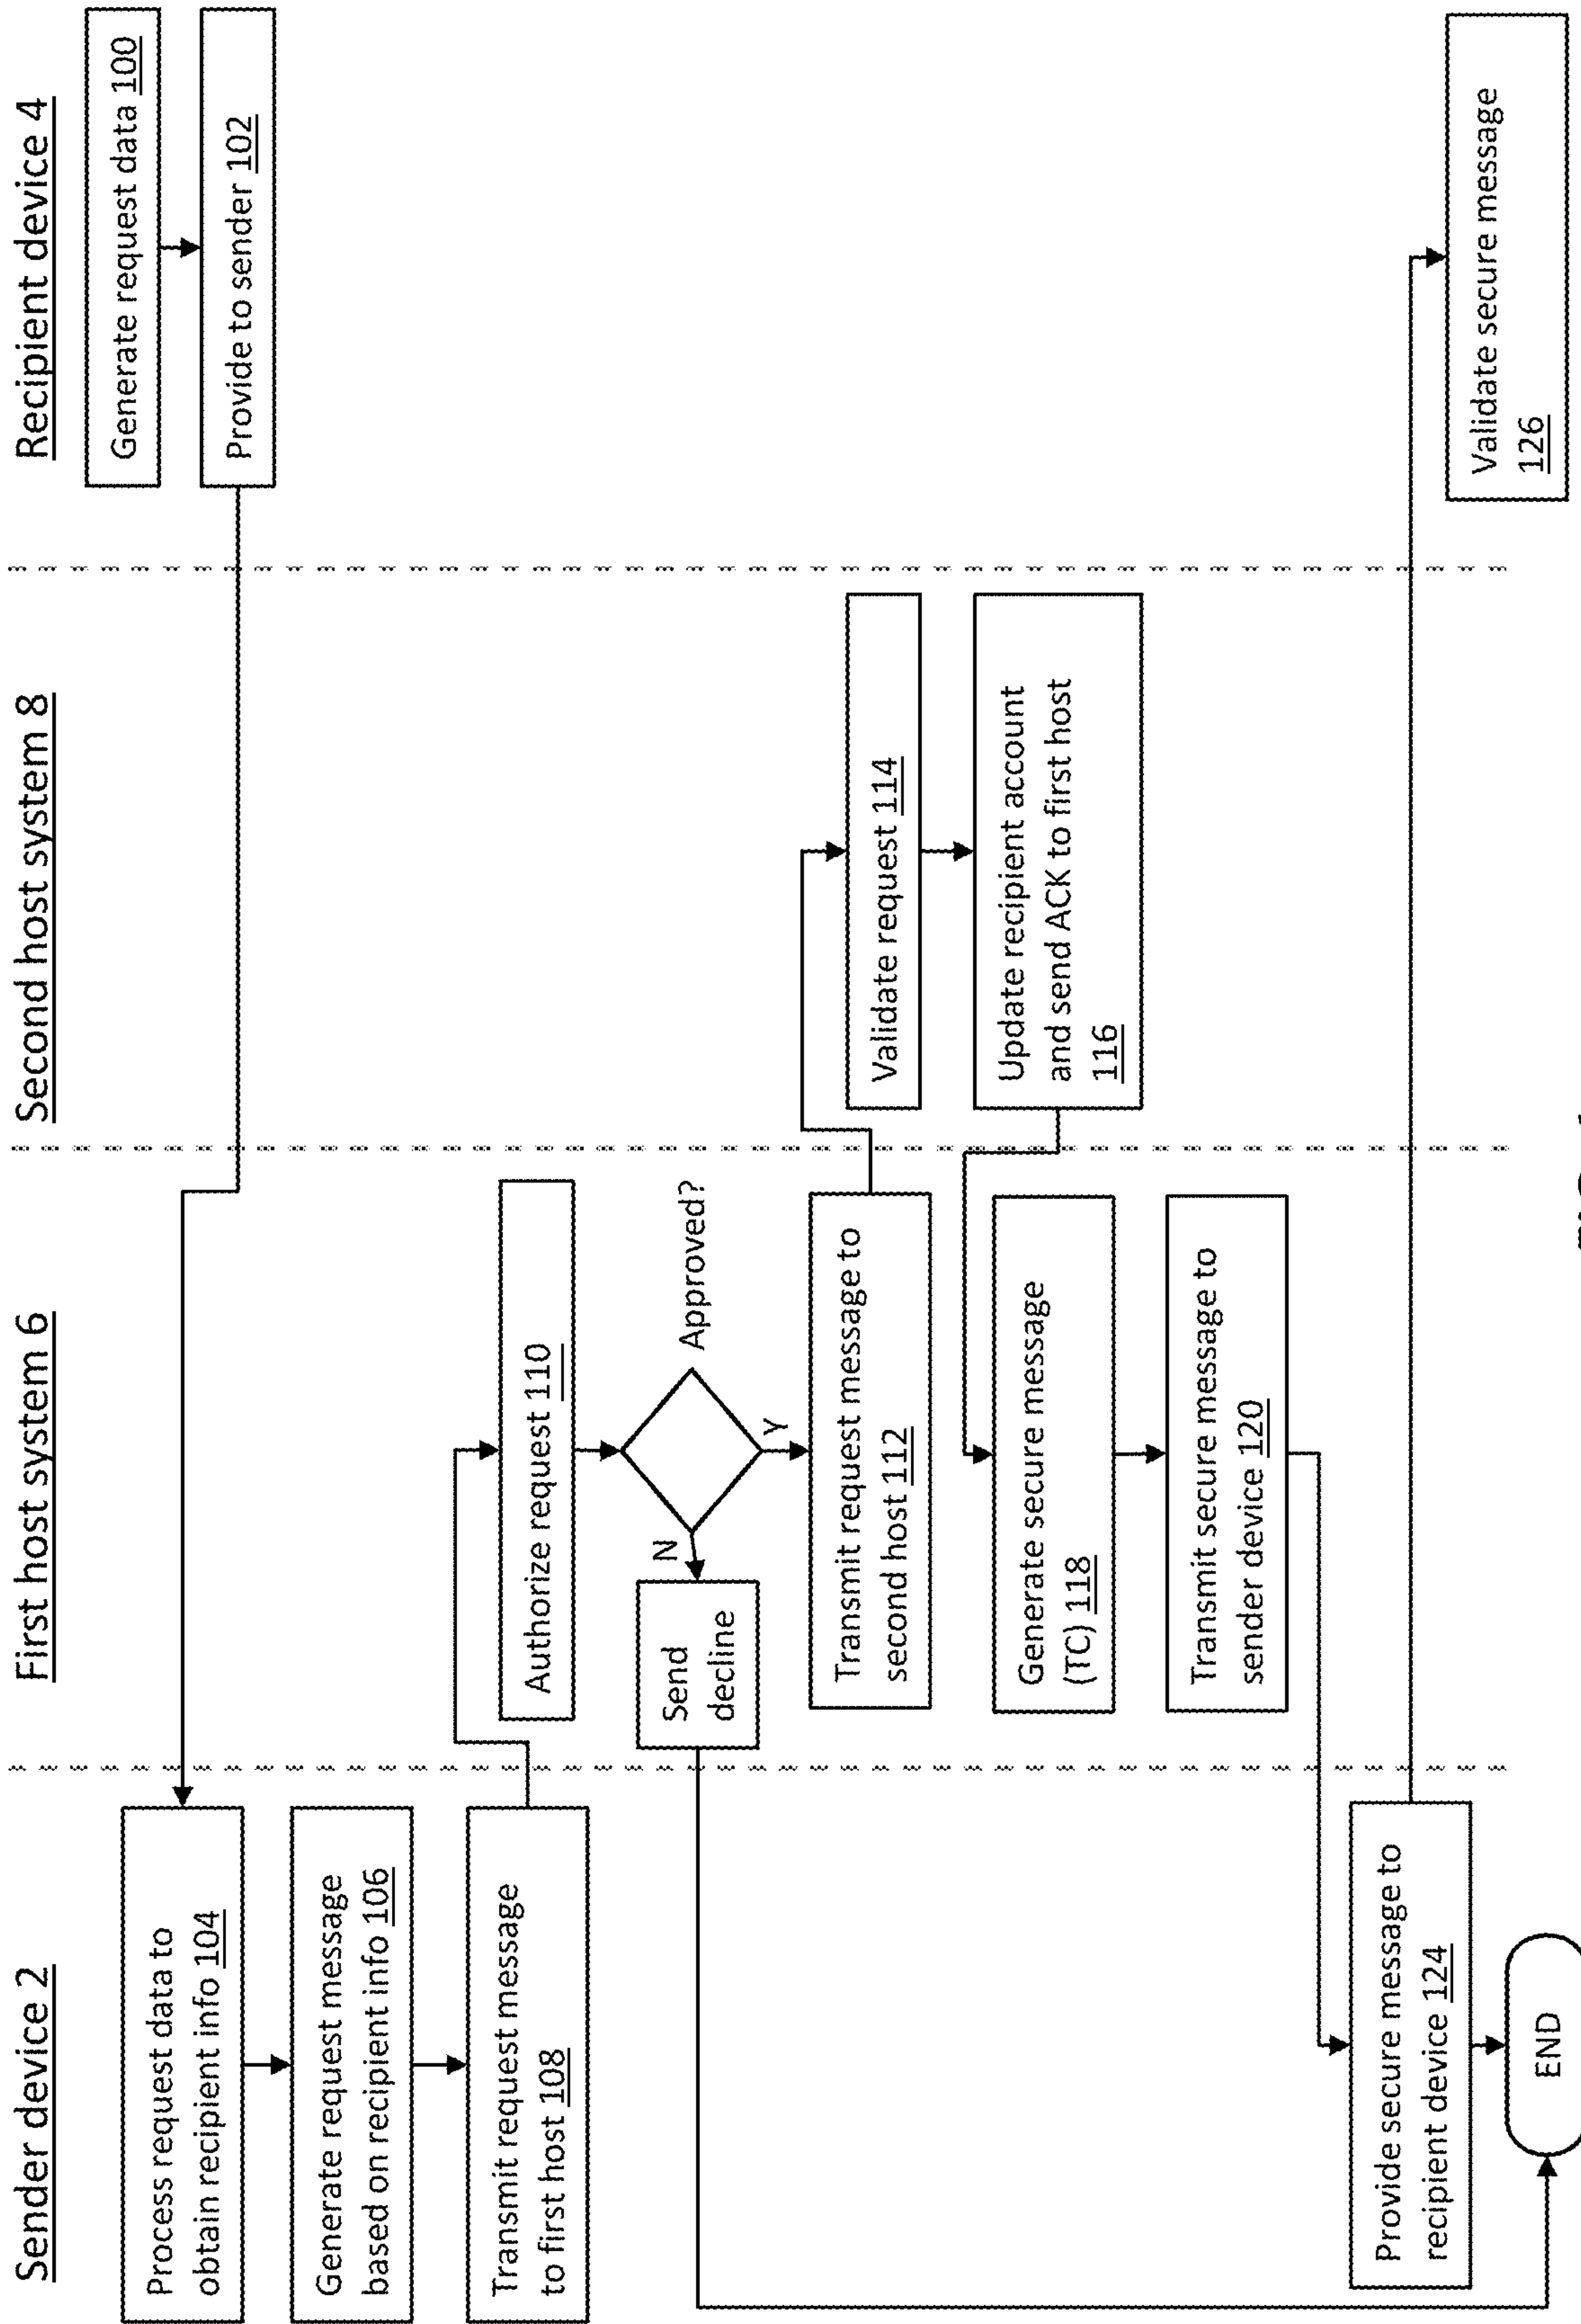 Sender device 2
First host system 6
Second host system 8
Recipient device 4
Generate request data 100
Provide to sender 102
Process request data to
obtain recipient info 104
Generate request message
based on recipient info 106
Transmit request message
to first host 108
Authorize request 110
Approved?
N
Y
Send
decline
Transmit request message to
second host 112
Validate request 114
Update recipient account
and send ACK to first host
116
Generate secure message
(TC) 118
Transmit secure message to
sender device 120
Provide secure message to
recipient device 124
Validate secure message
126
END